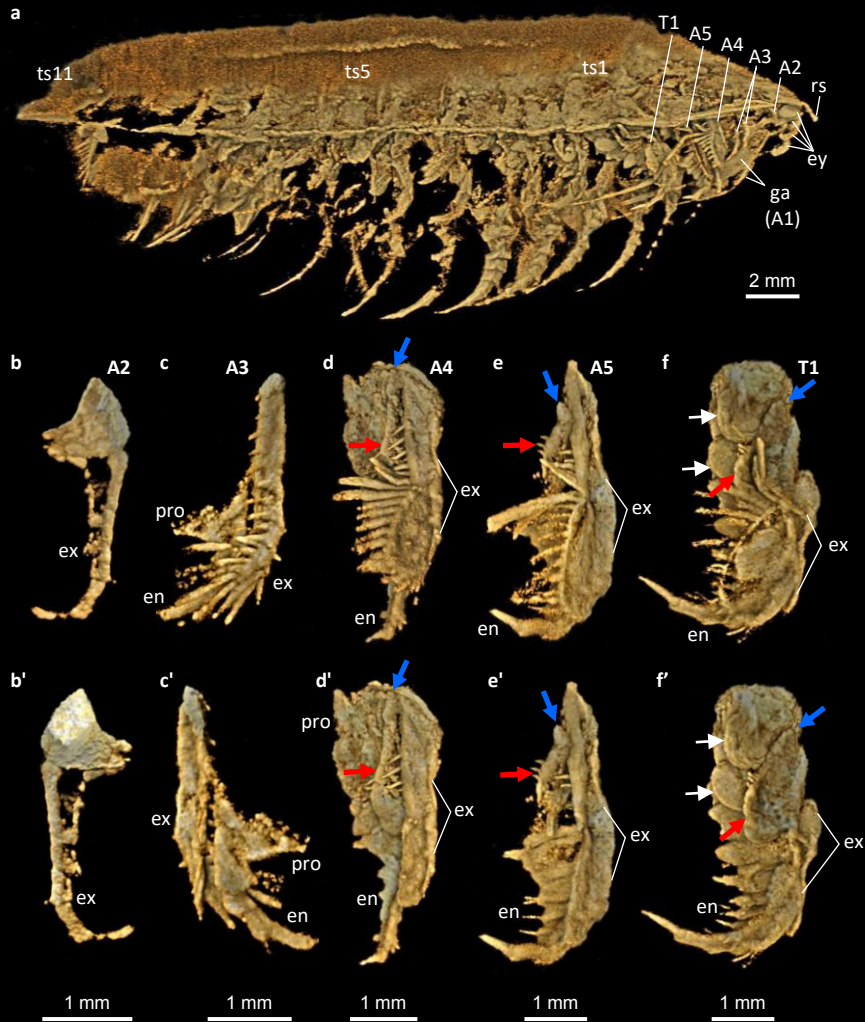 a
T1
A5
A4
A3
A2
rs
ts11
ts5
ts1
ey
ga
(A1)
2 mm
b
A2
c
A3
d
A4
e
A5
f
T1
ex
pro
en
ex
ex
en
ex
en
ex
en
b'
c'
d'
e'
f’
ex
ex
pro
en
pro
ex
en
ex
en
ex
en
1 mm
1 mm
1 mm
1 mm
1 mm